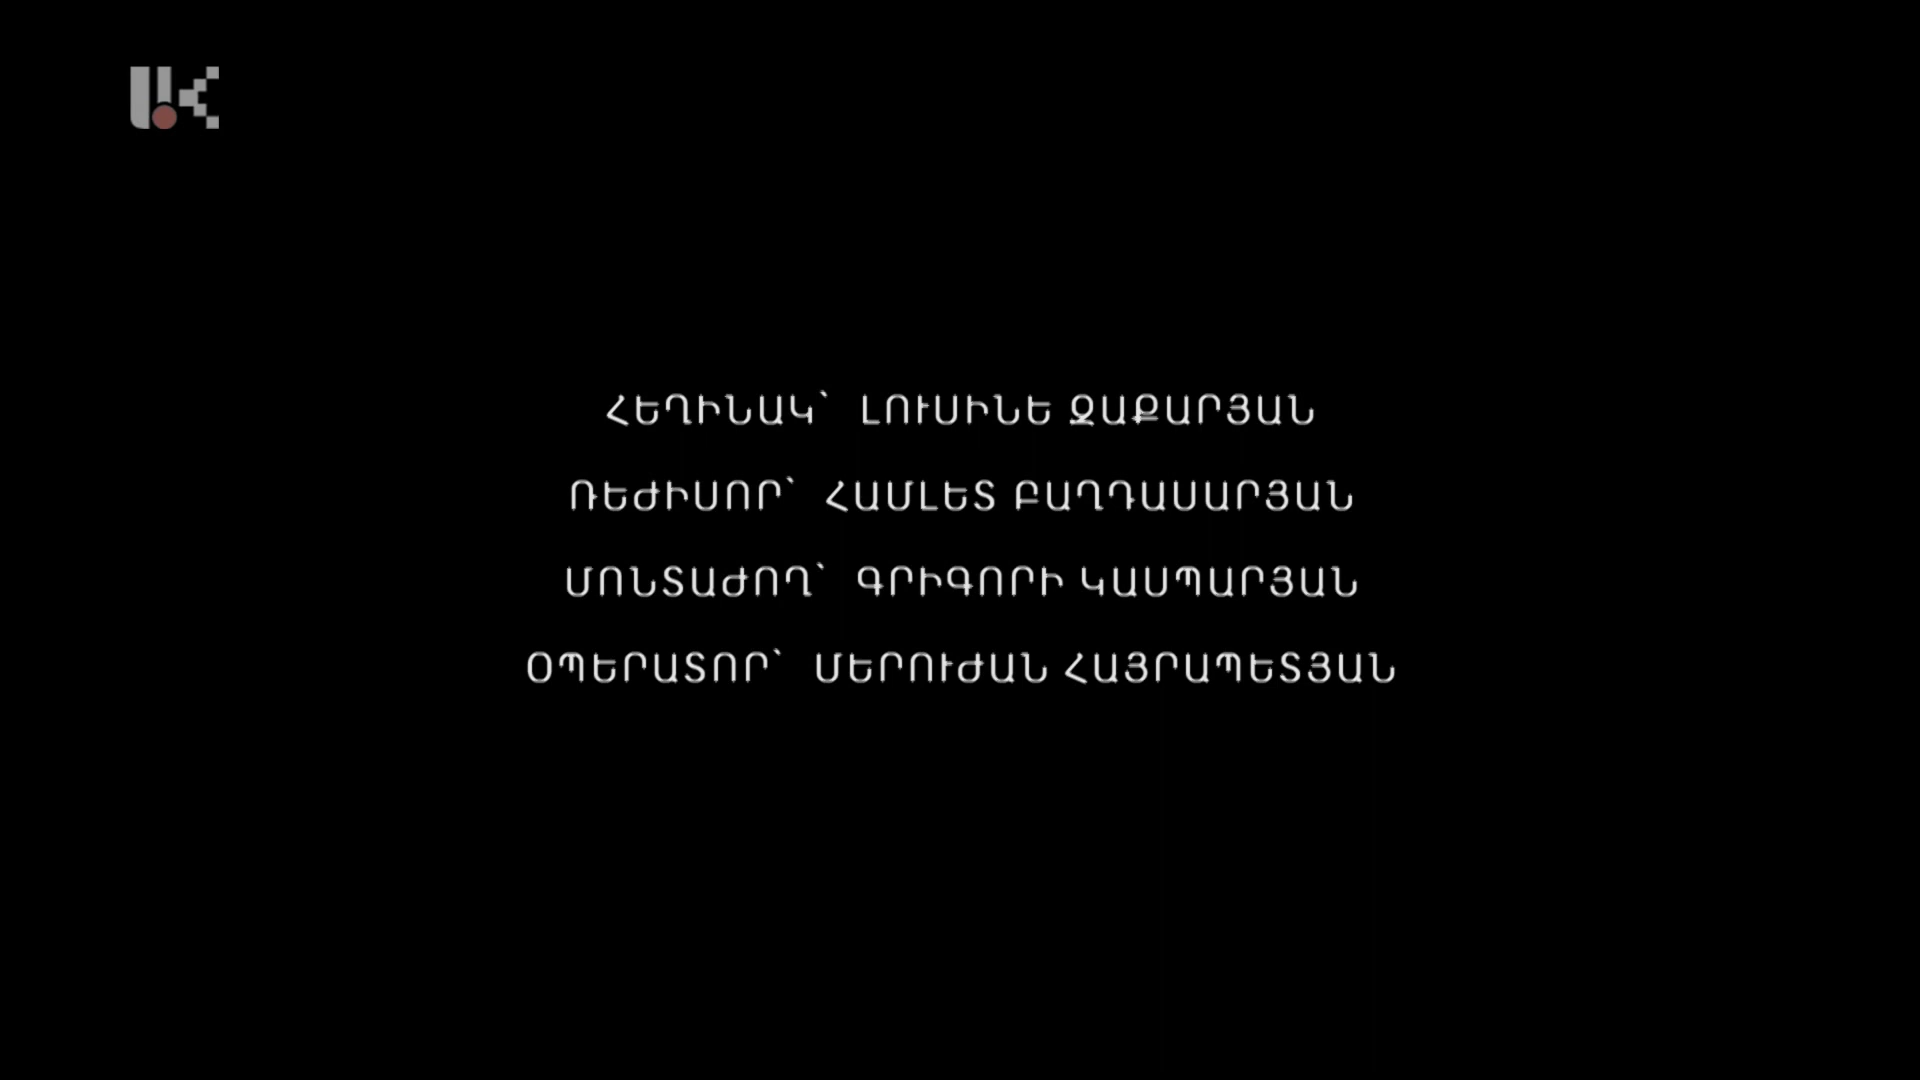 ՀԵՂԻՆԱԿ՝ ԼՈՒՍԻՆԵ ՋԱՔԱՐՅԱՆ
ՌԵԺԻՍՈՐ՝ ՀԱՄԼԵՏ ԲԱՂԴԱՍԱՐՅԱՆ
ՄՈՆՏԱԺՈՂ՝ ԳՐԻԳՈՐԻ ԿԱՍՊԱՐՅԱՆ
ՕՊԵՐԱՏՈՐ՝ ՄԵՐՈՒԺԱՆ ՀԱՅՐԱՊԵՏՅԱՆ